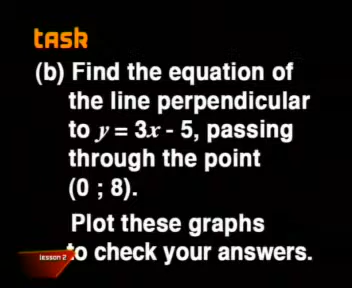 task
(b) Find the equation of
the line perpendicular
to y = 3x - 5, passing
through the point
(0 ; 8).
Plot these graphs
to check your answers.
lesson 2